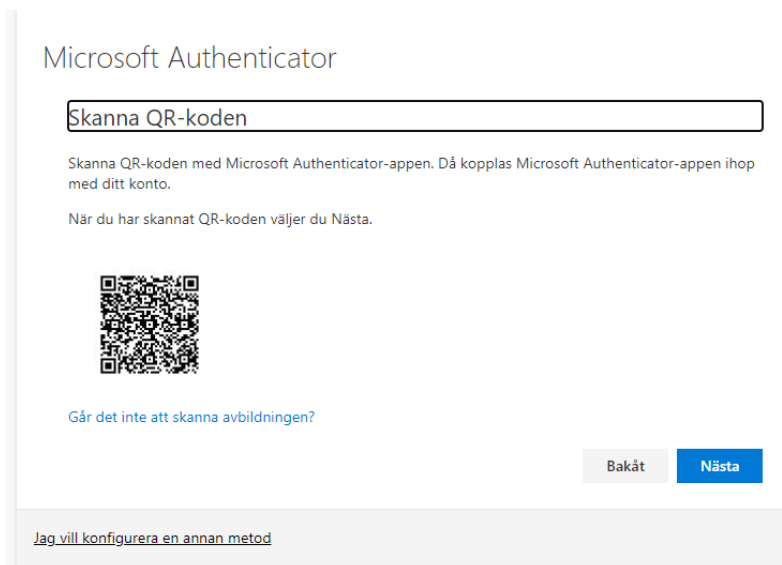 Microsoft Authenticator
Skanna QR-koden
Skanna QR-koden med Microsoft Authenticator-appen. Då kopplas Microsoft Authenticator-appen ihop
med ditt konto.
När du har skannat QR-koden väljer du Nästa.
Går det inte att skanna avbildningen?
Bakåt
Nästa
Jag vill konfigurera en annan metod